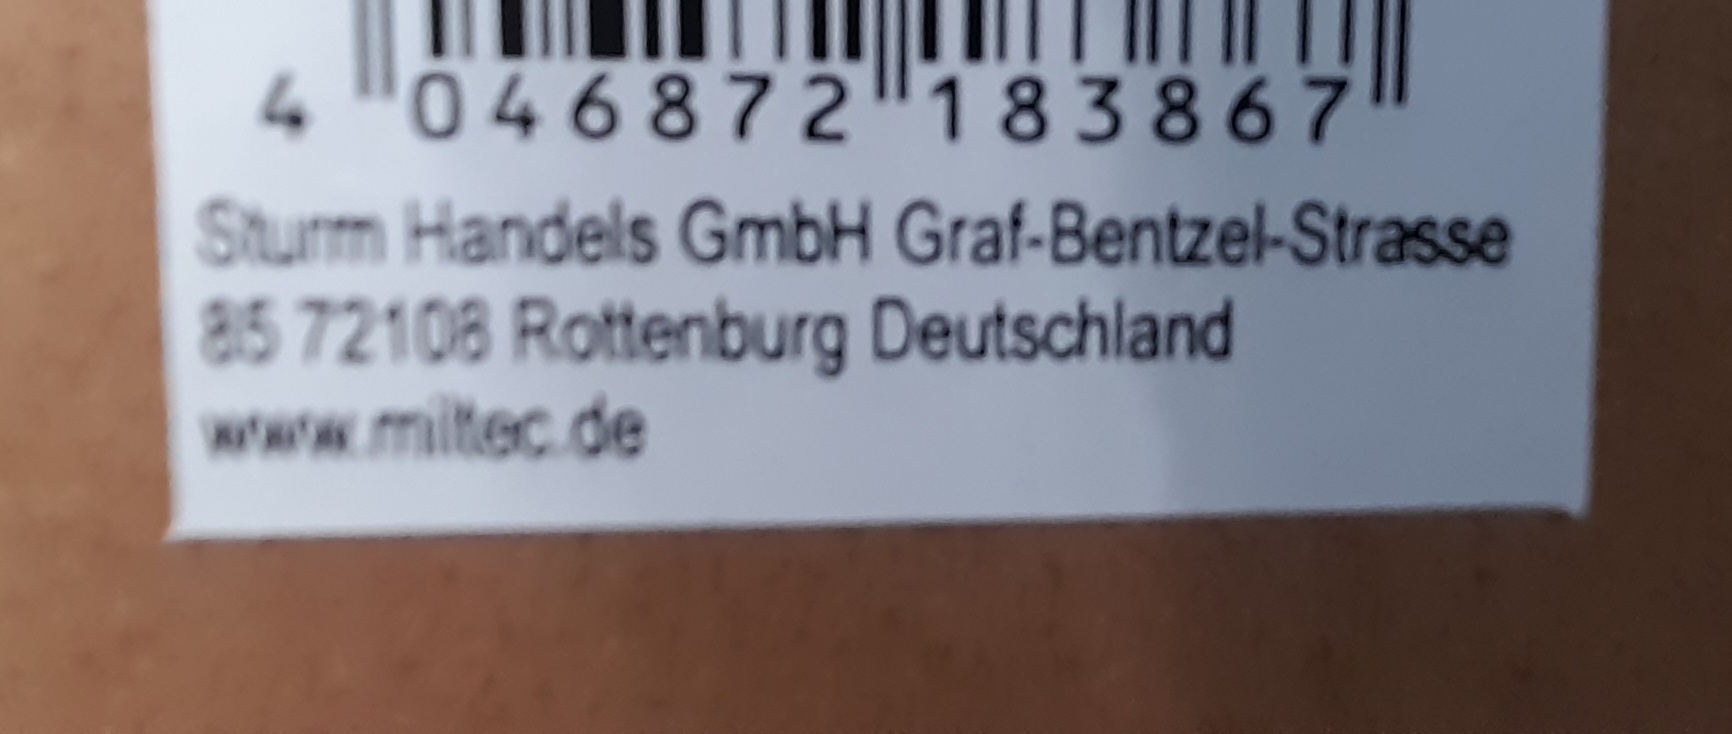 4 046872 183867
Sturm Handels GmbH Graf-Bentzel-Strasse
85 72108 Rottenburg Deutschland
www.miltec.de